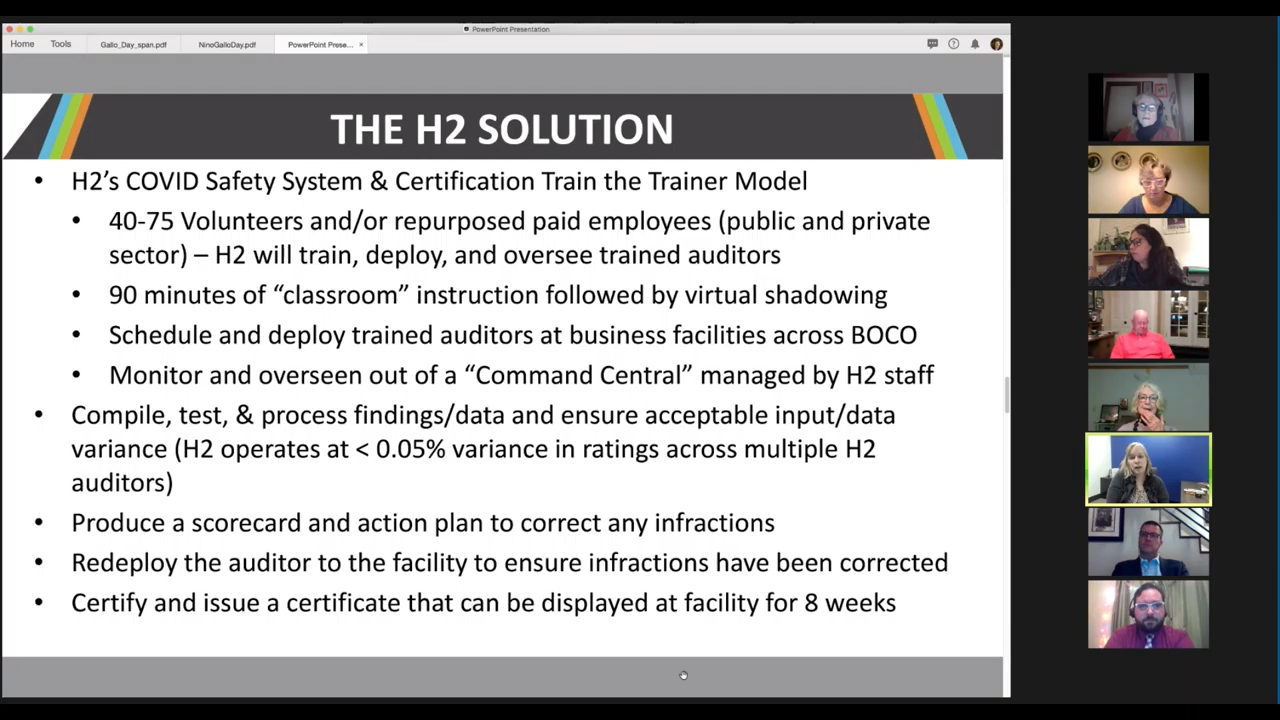 PowerPoint Presentation
Home Tools Gallo_Day_span.pdf NinoGalloDay.pdf PowerPoint Prese... ×
THE H2 SOLUTION
• H2's COVID Safety System & Certification Train the Trainer Model
• 40-75 Volunteers and/or repurposed paid employees (public and private
sector) – H2 will train, deploy, and oversee trained auditors
• 90 minutes of “classroom” instruction followed by virtual shadowing
• Schedule and deploy trained auditors at business facilities across BOCO
• Monitor and overseen out of a “Command Central” managed by H2 staff
• Compile, test, & process findings/data and ensure acceptable input/data
variance (H2 operates at < 0.05% variance in ratings across multiple H2
auditors)
• Produce a scorecard and action plan to correct any infractions
• Redeploy the auditor to the facility to ensure infractions have been corrected
• Certify and issue a certificate that can be displayed at facility for 8 weeks